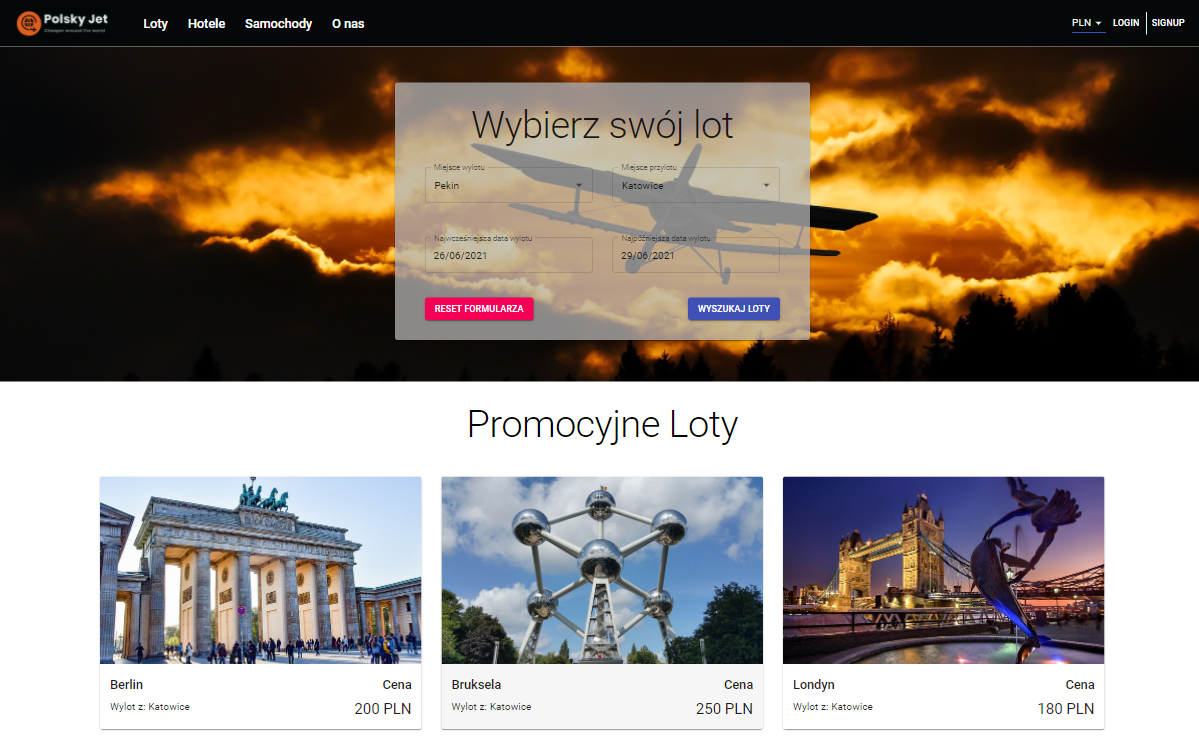 Polsky Jet
Cheaper around the world
Loty Hotele Samochody O nas
PLN LOGIN SIGNUP
Wybierz swój lot
Miejsce wylotu Miejsce przylotu
Pekin Katowice
Najwcześniejsza data wylotu Najpóźniejsza data wylotu
26/06/2021 29/06/2021
RESET FORMULARZA WYSZUKAJ LOTY
Promocyjne Loty
Berlin Cena
Wylot z: Katowice 200 PLN
Bruksela Cena
Wylot z: Katowice 250 PLN
Londyn Cena
Wylot z: Katowice 180 PLN